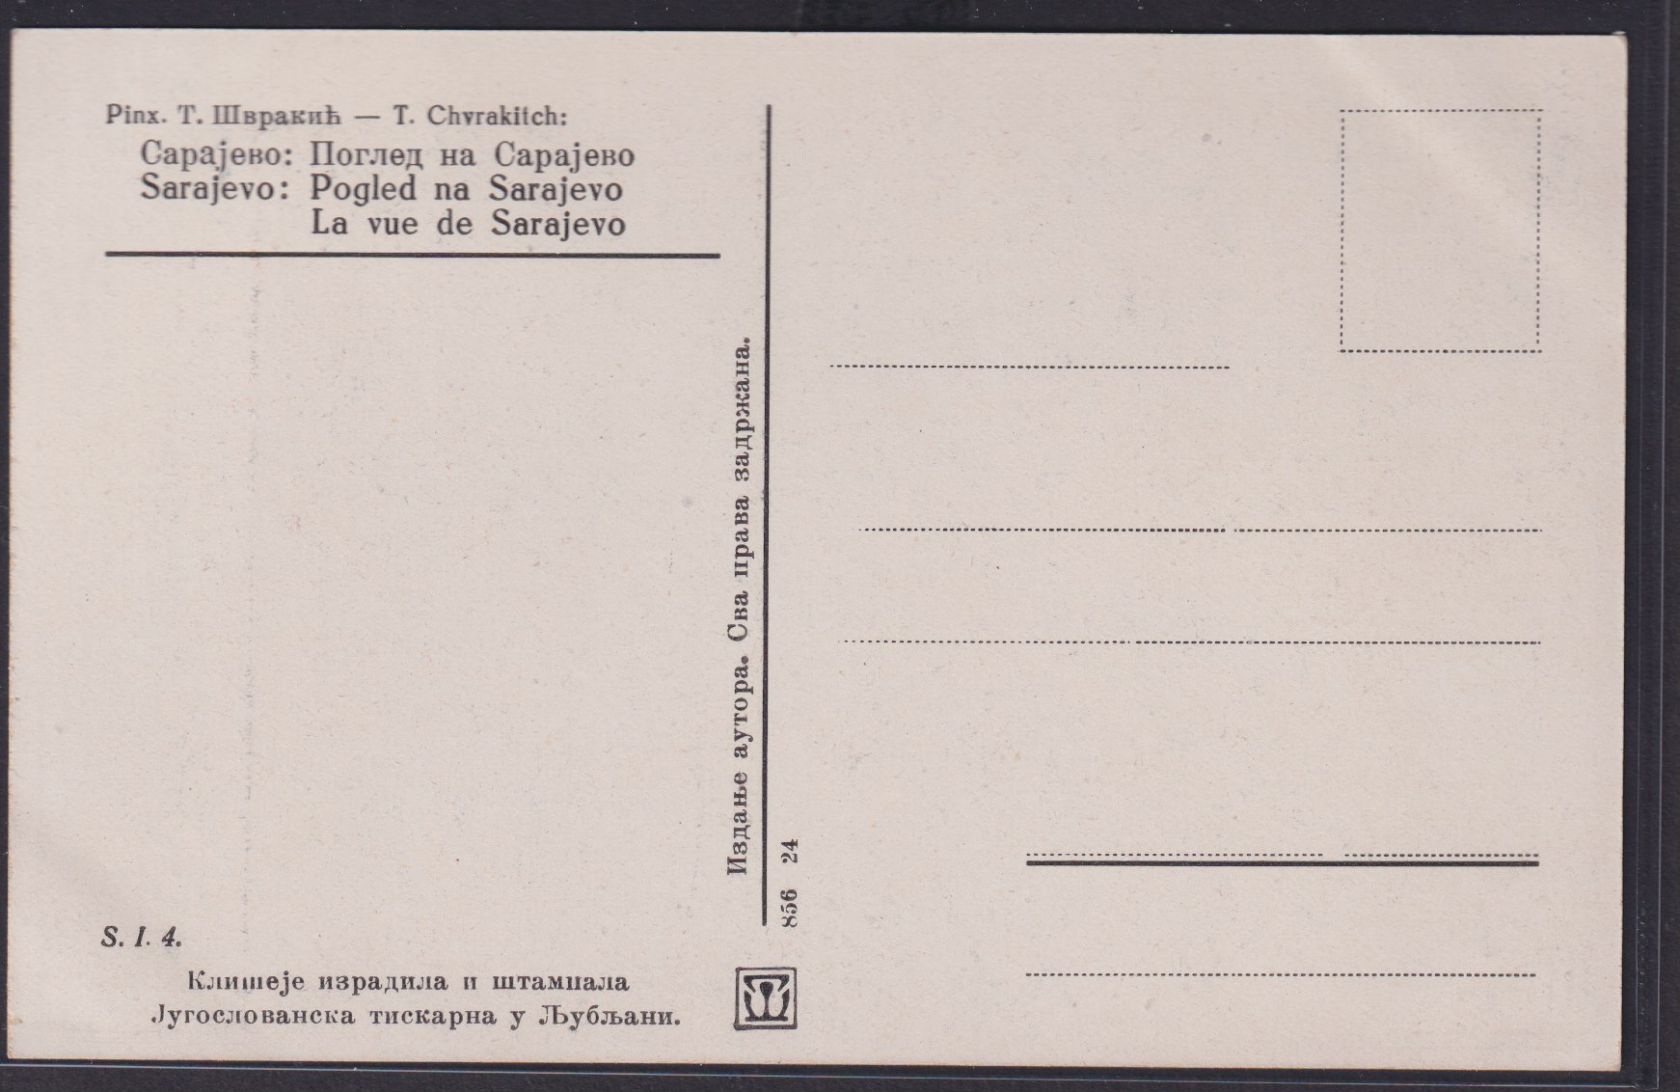 Pinx. Т. Швракић — T. Chvrakitch:
Сарајево: Поглед на Сарајево
Sarajevo: Pogled na Sarajevo
La vue de Sarajevo
Издање аутора. Сва права задржана.
856 24
S. I. 4.
Клишеје израдила и штампала
Југослованска тискарна у Љубљани.